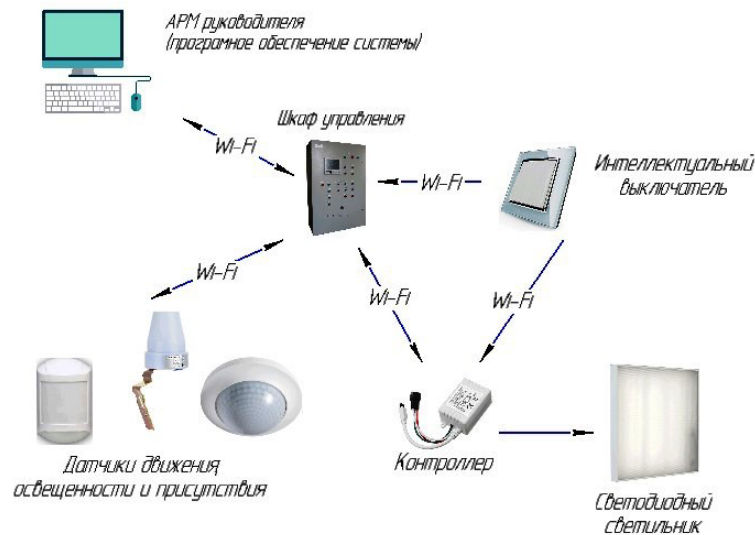 АРМ руководителя
(програмное обеспечение системы)
Шкаф управления
Wi-Fi
Wi-Fi
Интеллектуальный
выключатель
Wi-Fi
Wi-Fi
Wi-Fi
Датчики движения,
освещенности и присутствия
Контроллер
Светодиодный
светильник